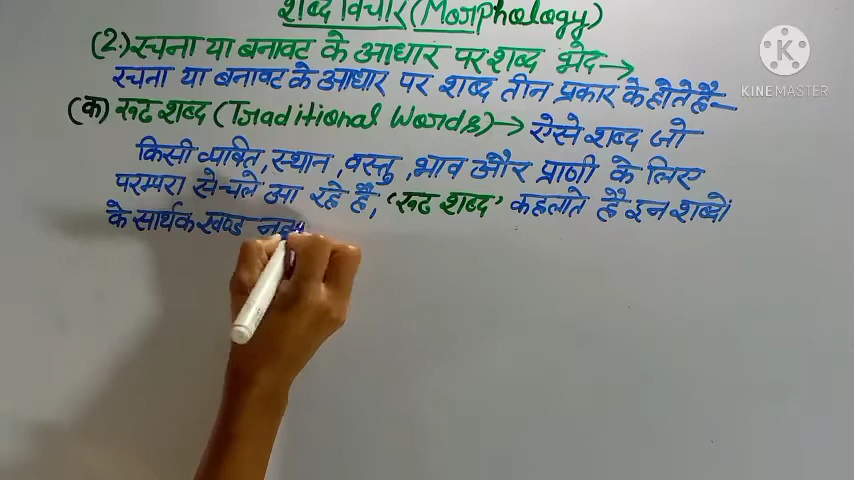 शब्द विचार (Morphology)
(2.) रचना या बनावट के आधार पर शब्द भेद →
रचना या बनावट के आधार पर शब्द तीन प्रकार के होते हैं–
(क) रूढ शब्द (Traditional Words) → ऐसे शब्द जो
किसी व्यक्ति, स्थान, वस्तु, भाव और प्राणी के लिए
परम्परा से चले आ रहे हैं, 'रूढ शब्द' कहलाते हैं इन शब्दों
के सार्थक खण्ड
KINEMASTER